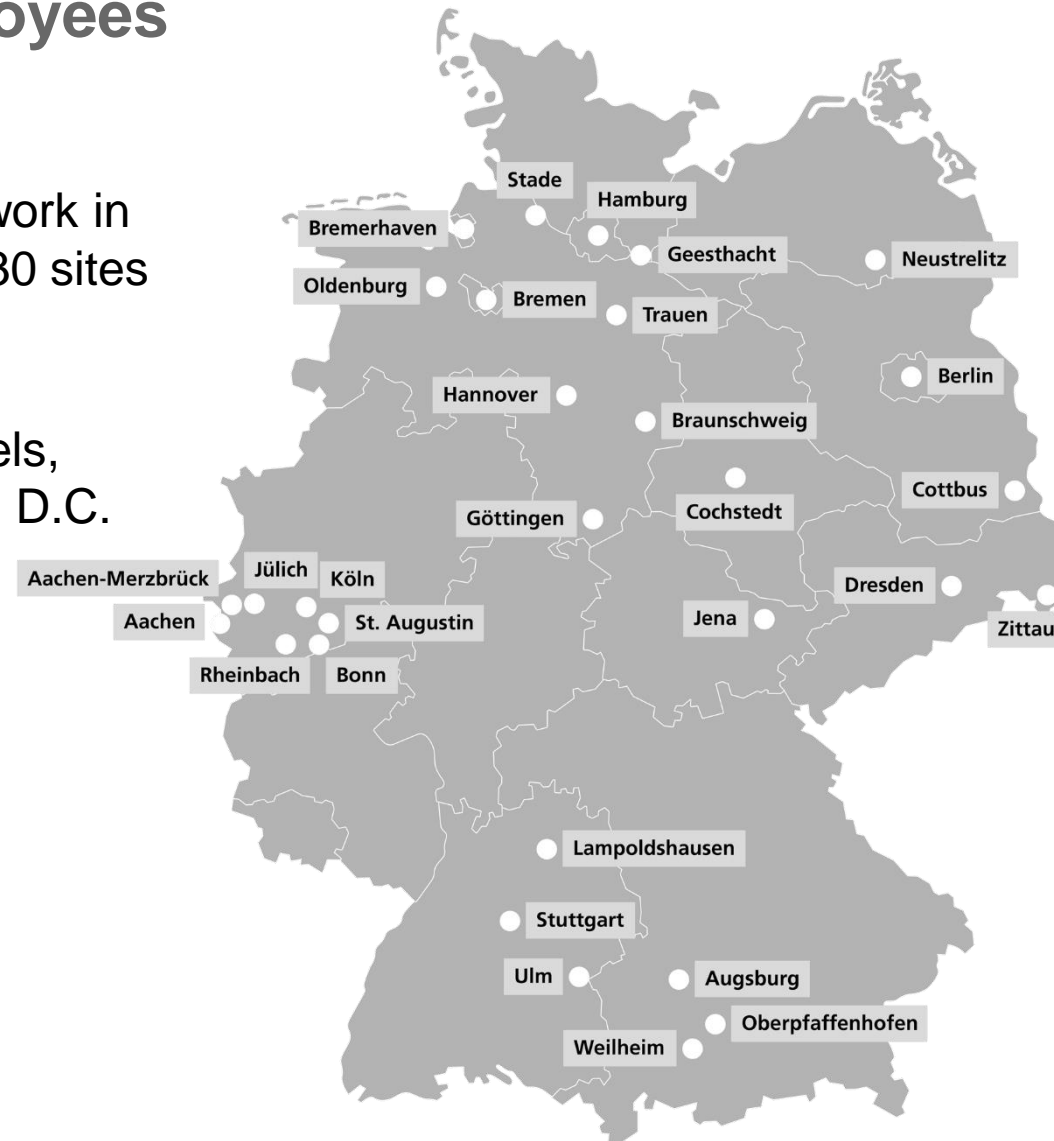 oyees
work in
30 sites
els,
D.C.
Stade
Hamburg
Bremerhaven
Geesthacht
Neustrelitz
Oldenburg
Bremen
Trauen
Berlin
Hannover
Braunschweig
Cottbus
Göttingen
Cochstedt
Aachen-Merzbrück
Jülich
Köln
Dresden
Aachen
St. Augustin
Jena
Zittau
Rheinbach
Bonn
Lampoldshausen
Stuttgart
Ulm
Augsburg
Oberpfaffenhofen
Weilheim